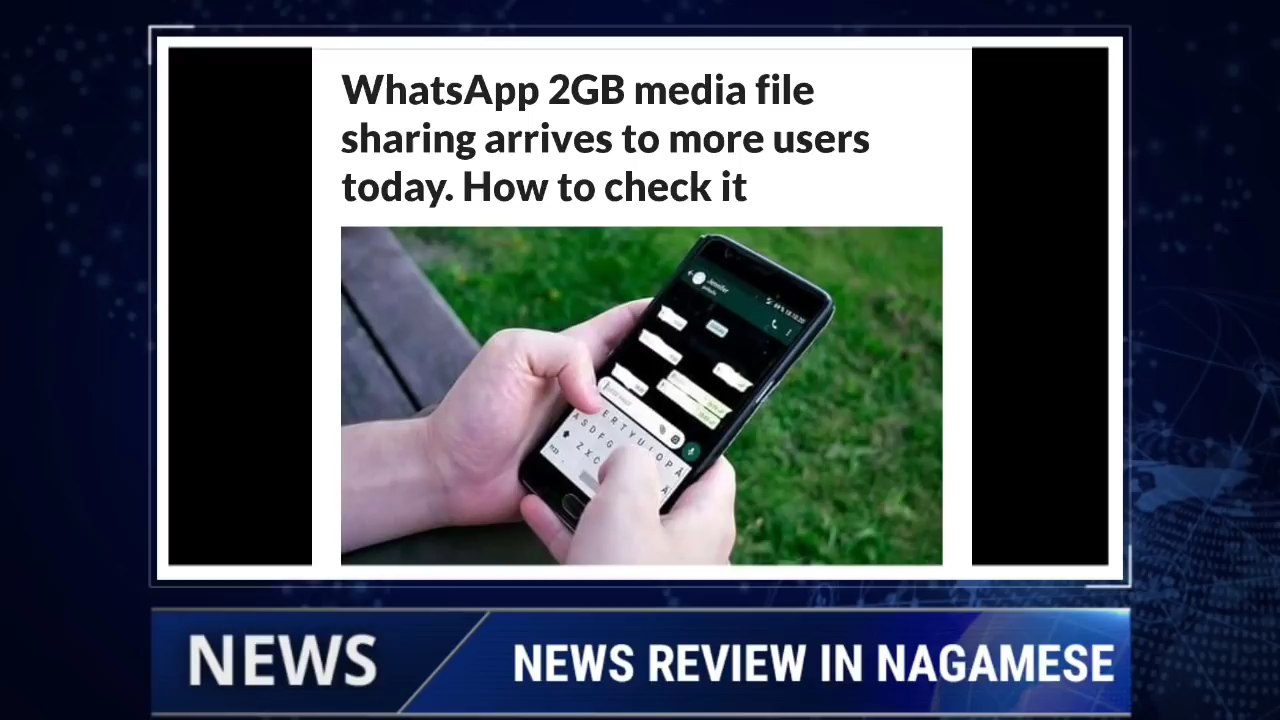 WhatsApp 2GB media file
sharing arrives to more users
today. How to check it
Jennifer
E R T Y U I O P Å
A S D F G
Z X C
NEWS
NEWS REVIEW IN NAGAMESE